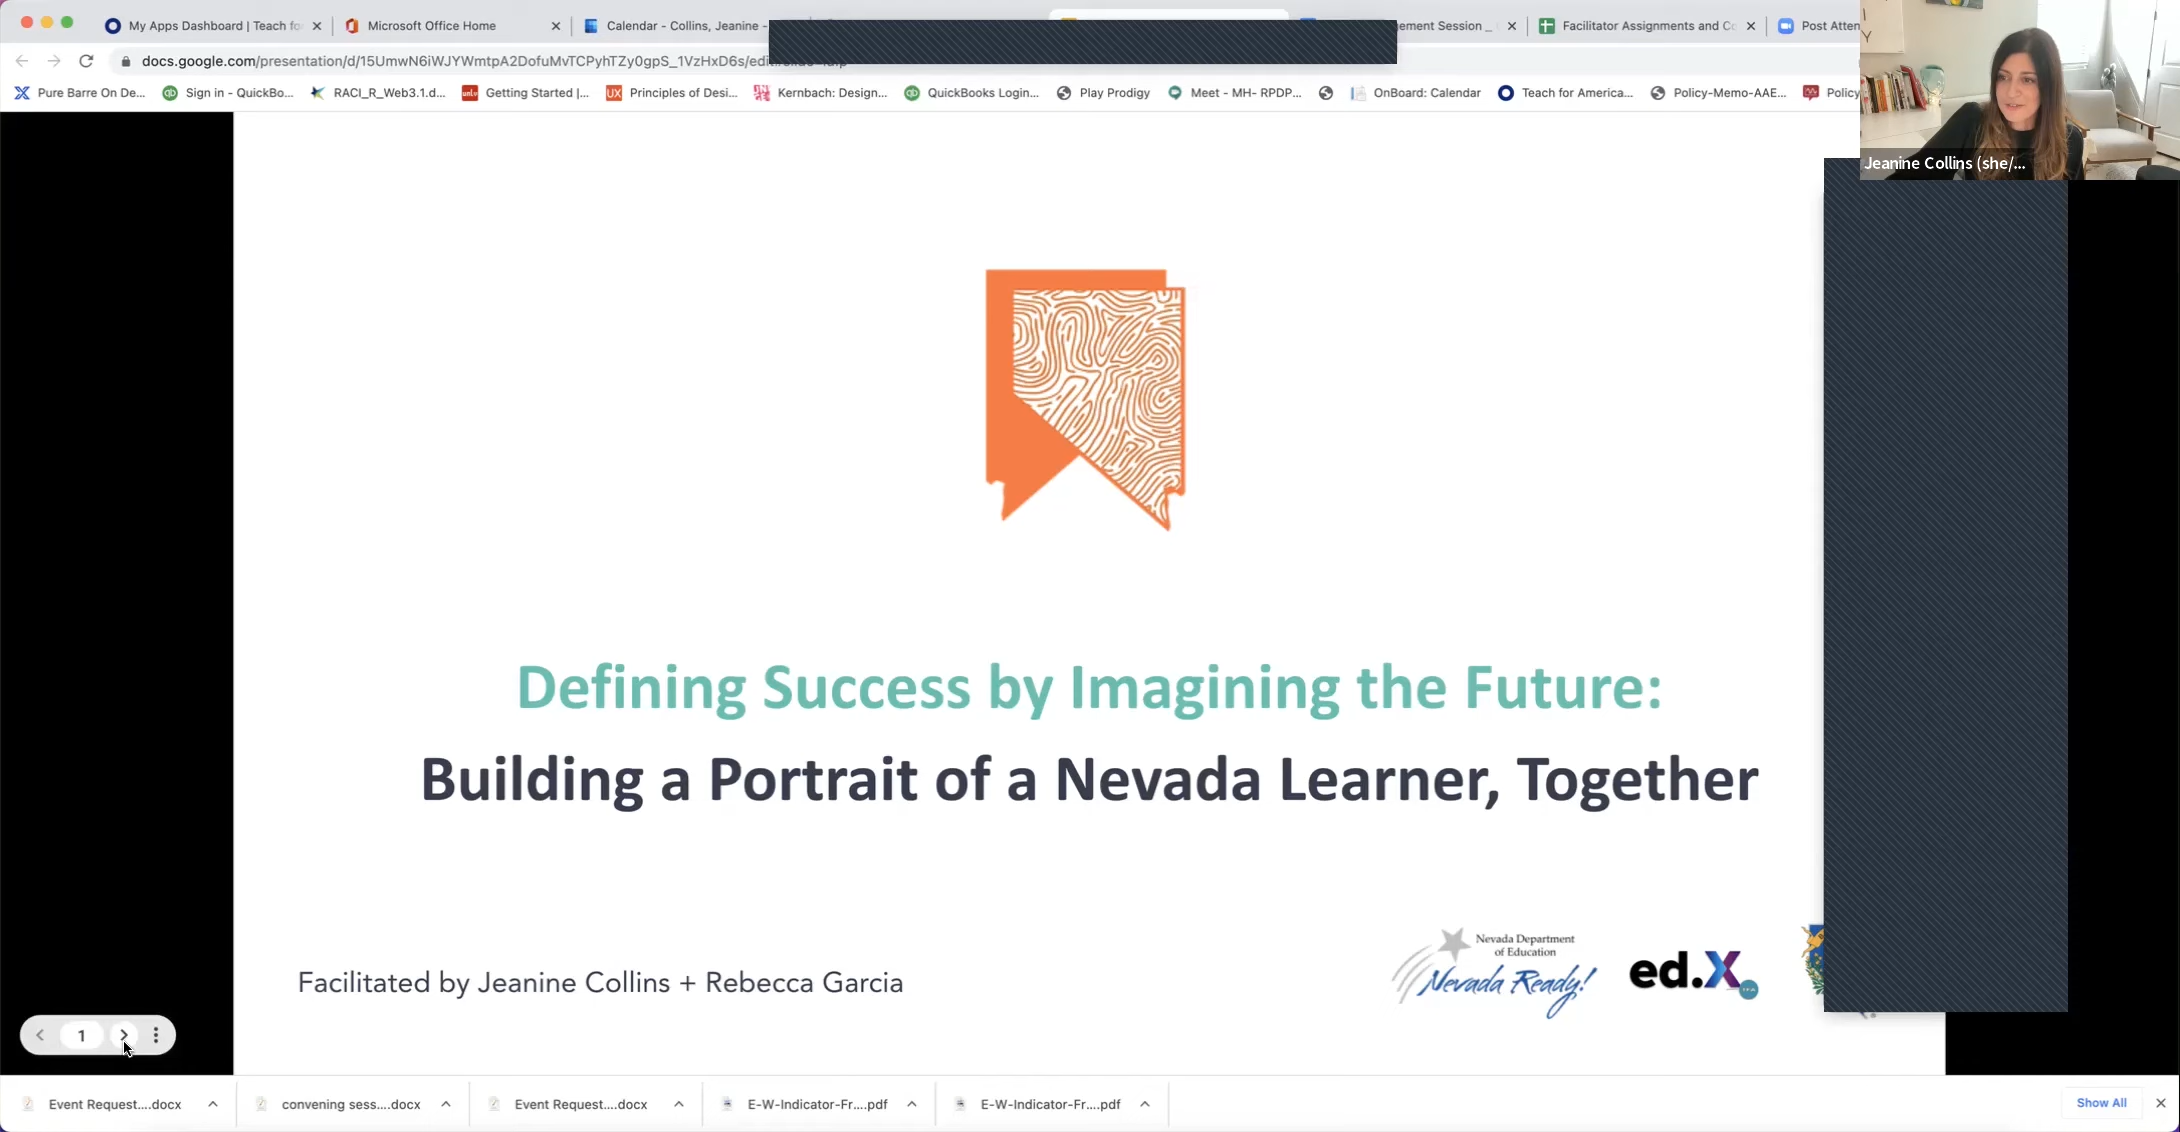 My Apps Dashboard | Teach fo
Microsoft Office Home
Calendar - Collins, Jeanine -
ement Session _
Facilitator Assignments and Co
Post Atten
docs.google.com/presentation/d/15UmwN6iWJYWmtpA2DofuMvTCPyhTZy0gpS_1VzHxD6s/edit
Pure Barre On De...
Sign in - QuickBo...
RACI_R_Web3.1.d...
Getting Started |...
Principles of Desi...
Kernbach: Design...
QuickBooks Login...
Play Prodigy
Meet - MH- RPDP...
OnBoard: Calendar
Teach for America...
Policy-Memo-AAE...
Policy
Jeanine Collins (she/...
Defining Success by Imagining the Future:
Building a Portrait of a Nevada Learner, Together
Facilitated by Jeanine Collins + Rebecca Garcia
Nevada Department
of Education
Nevada Ready!
ed.X
1
Event Request....docx
convening sess....docx
Event Request....docx
E-W-Indicator-Fr....pdf
E-W-Indicator-Fr....pdf
Show All